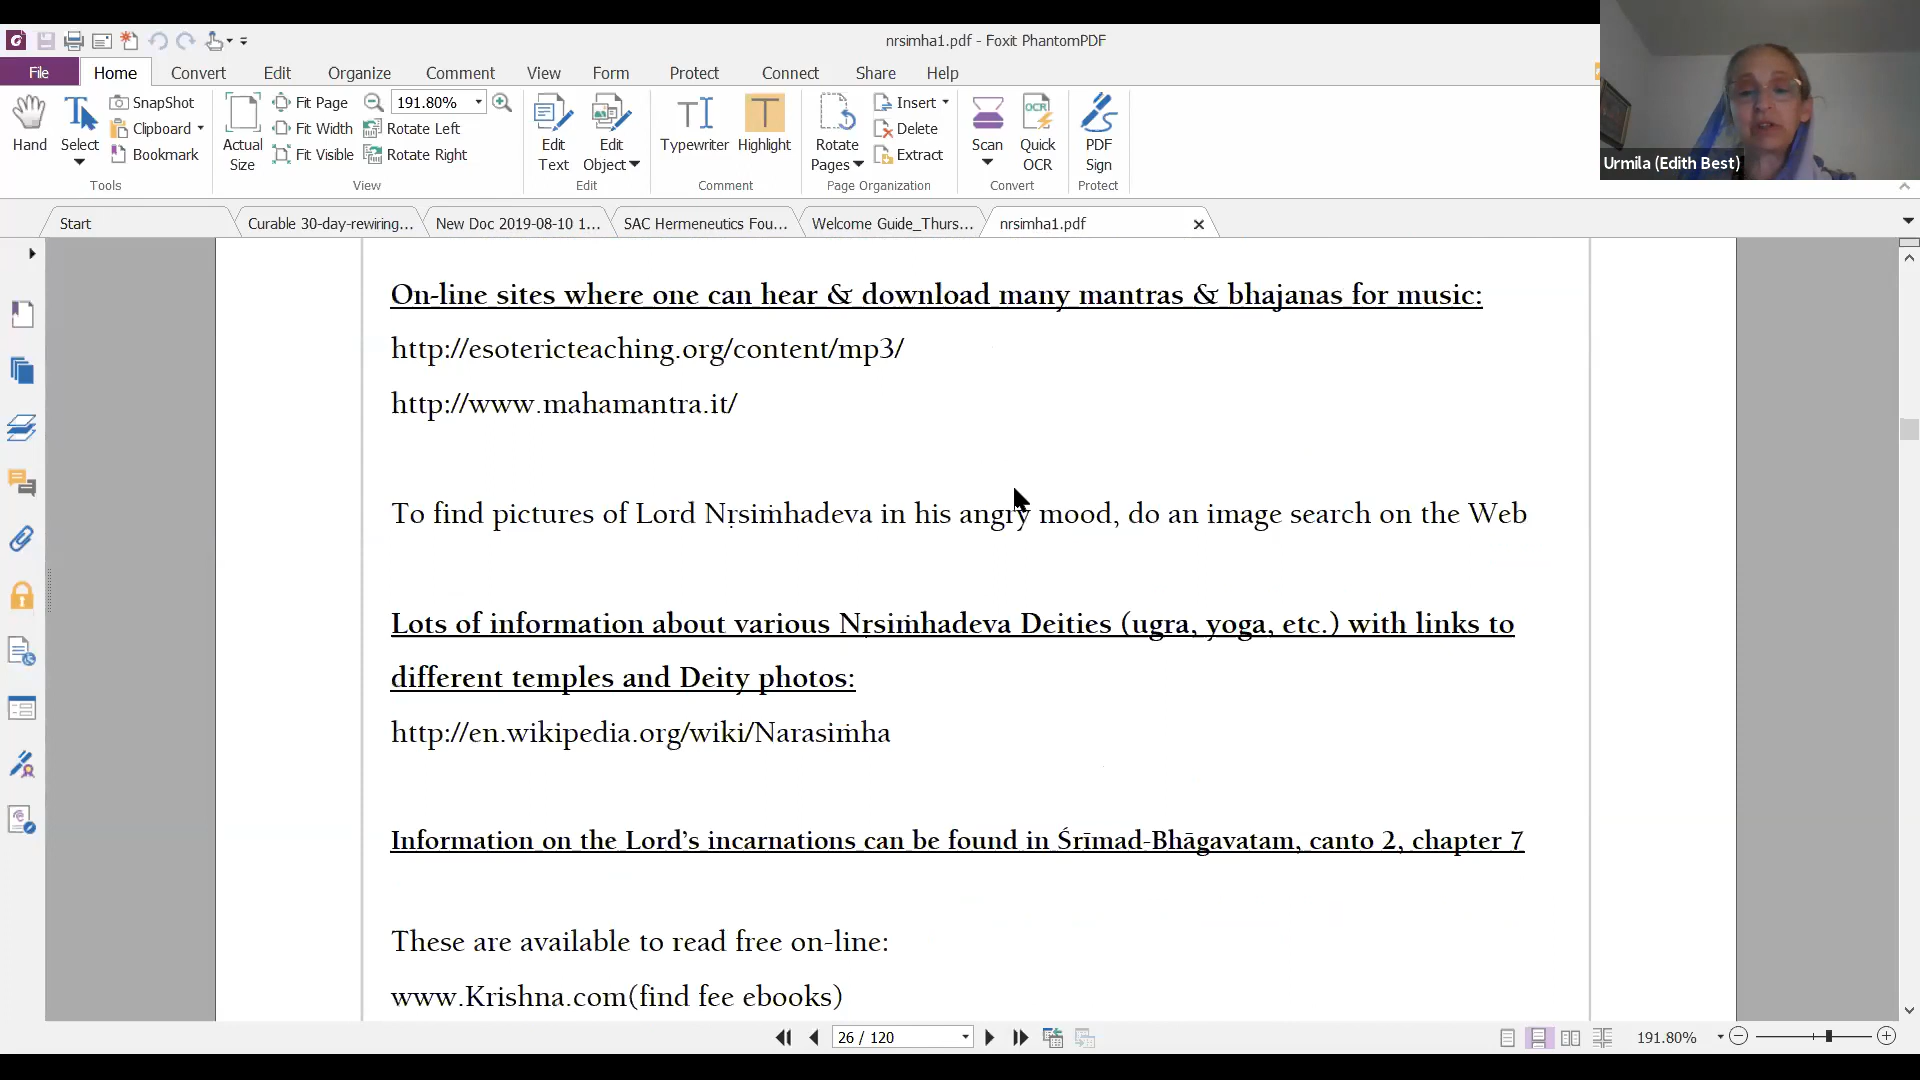 nrsimha1.pdf - Foxit PhantomPDF
File Home Convert Edit Organize Comment View Form Protect Connect Share Help
Hand
Select
SnapShot
Clipboard
Bookmark
Tools
Actual Size
Fit Page
Fit Width
Fit Visible
191.80%
Rotate Left
Rotate Right
View
Edit Text
Edit Object
Edit
Typewriter
Highlight
Comment
Rotate Pages
Insert
Delete
Extract
Page Organization
Scan
Quick OCR
Convert
PDF Sign
Protect
Urmila (Edith Best)
Start
Curable 30-day-rewiring...
New Doc 2019-08-10 1...
SAC Hermeneutics Fou...
Welcome Guide_Thurs...
nrsimha1.pdf
On-line sites where one can hear & download many mantras & bhajanas for music:
http://esotericteaching.org/content/mp3/
http://www.mahamantra.it/
To find pictures of Lord Nṛsiṁhadeva in his angry mood, do an image search on the Web
Lots of information about various Nṛsiṁhadeva Deities (ugra, yoga, etc.) with links to
different temples and Deity photos:
http://en.wikipedia.org/wiki/Narasiṁha
Information on the Lord's incarnations can be found in Śrīmad-Bhāgavatam, canto 2, chapter 7
These are available to read free on-line:
www.Krishna.com(find fee ebooks)
26 / 120
191.80%